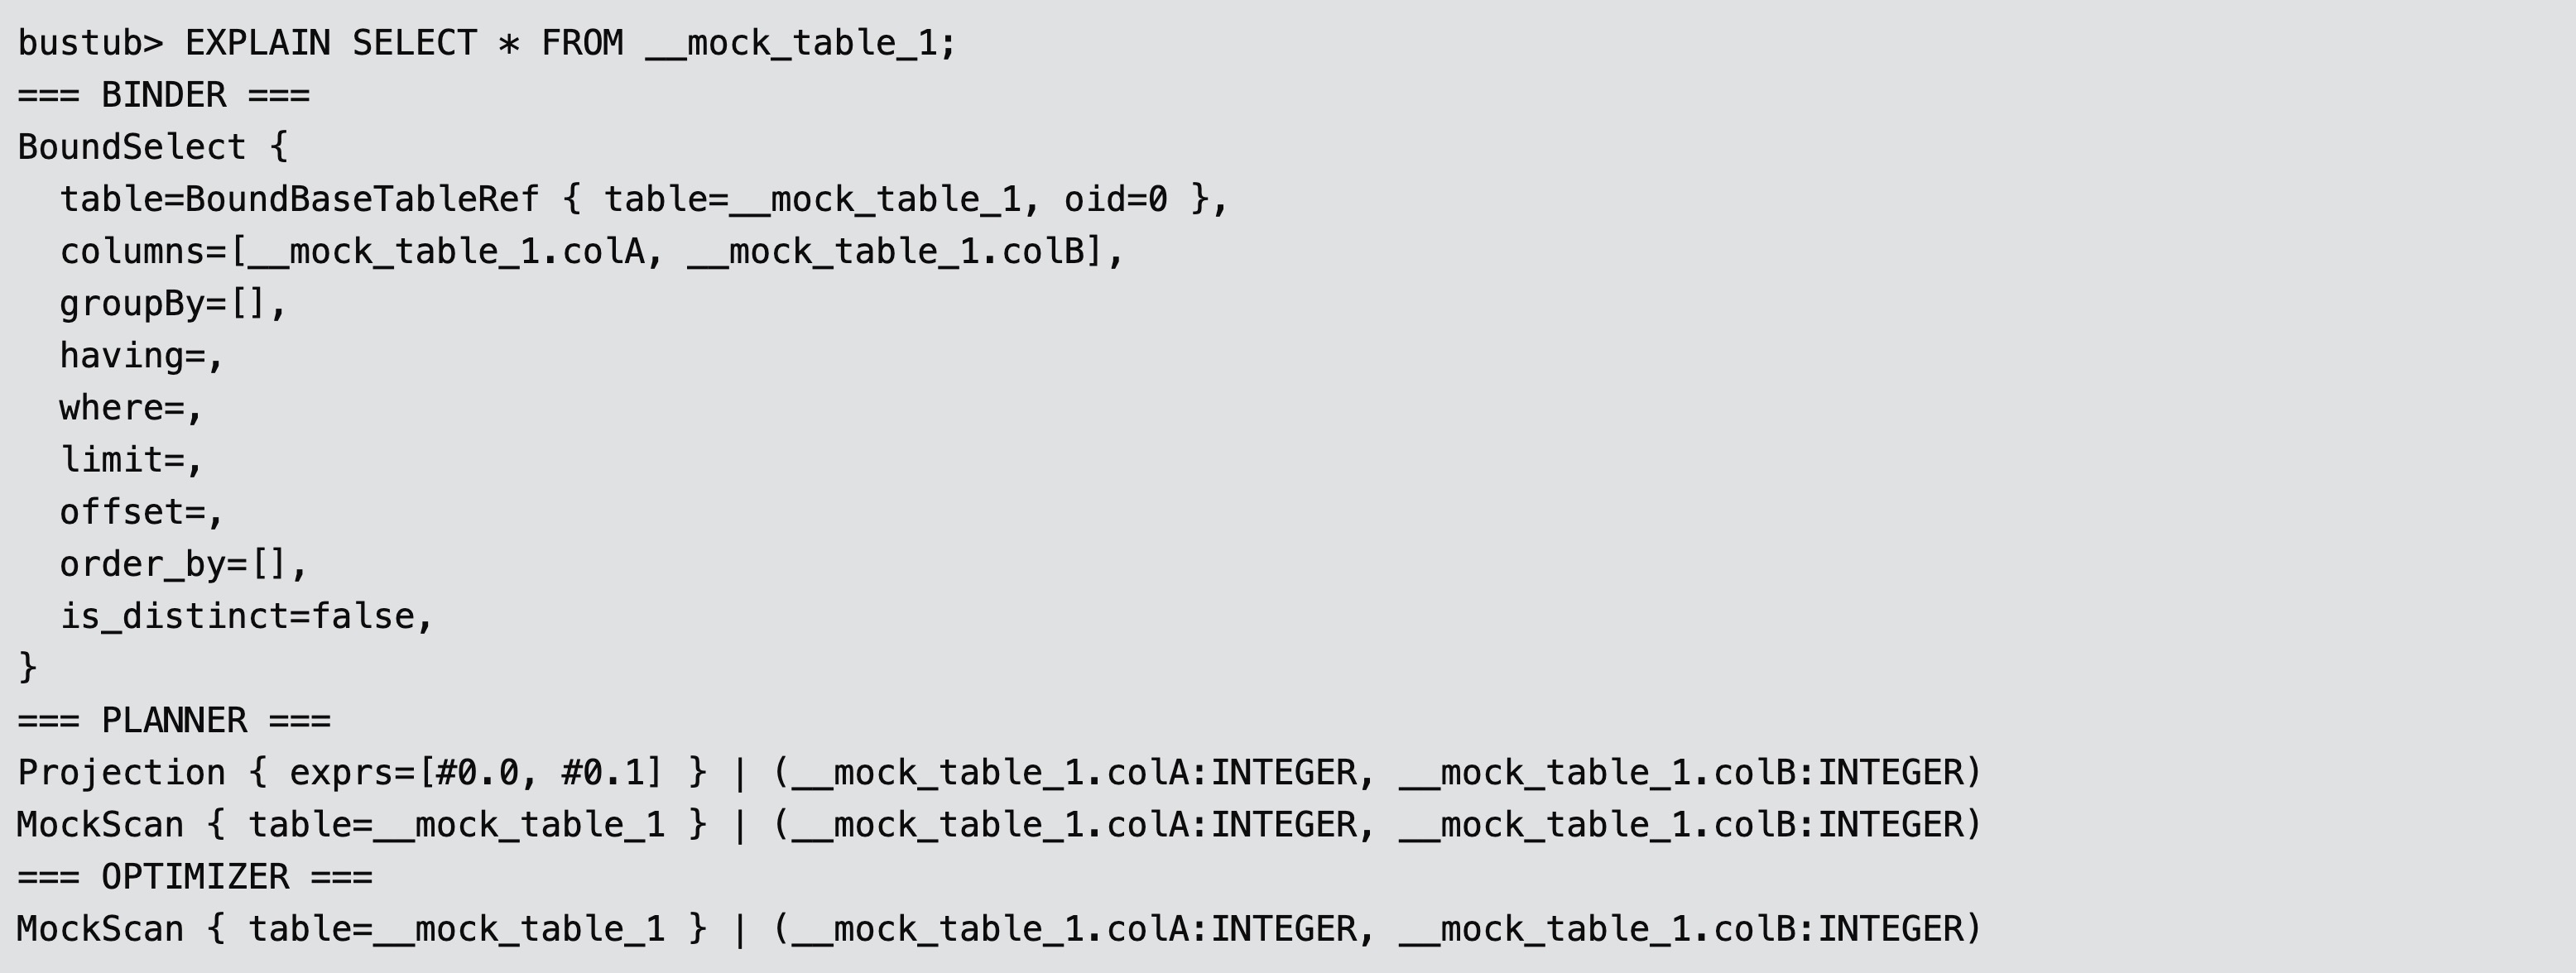 bustub> EXPLAIN SELECT * FROM __mock_table_1;
=== BINDER ===
BoundSelect {
  table=BoundBaseTableRef { table=__mock_table_1, oid=0 },
  columns=[__mock_table_1.colA, __mock_table_1.colB],
  groupBy=[],
  having=,
  where=,
  limit=,
  offset=,
  order_by=[],
  is_distinct=false,
}
=== PLANNER ===
Projection { exprs=[#0.0, #0.1] } | (__mock_table_1.colA:INTEGER, __mock_table_1.colB:INTEGER)
MockScan { table=__mock_table_1 } | (__mock_table_1.colA:INTEGER, __mock_table_1.colB:INTEGER)
=== OPTIMIZER ===
MockScan { table=__mock_table_1 } | (__mock_table_1.colA:INTEGER, __mock_table_1.colB:INTEGER)